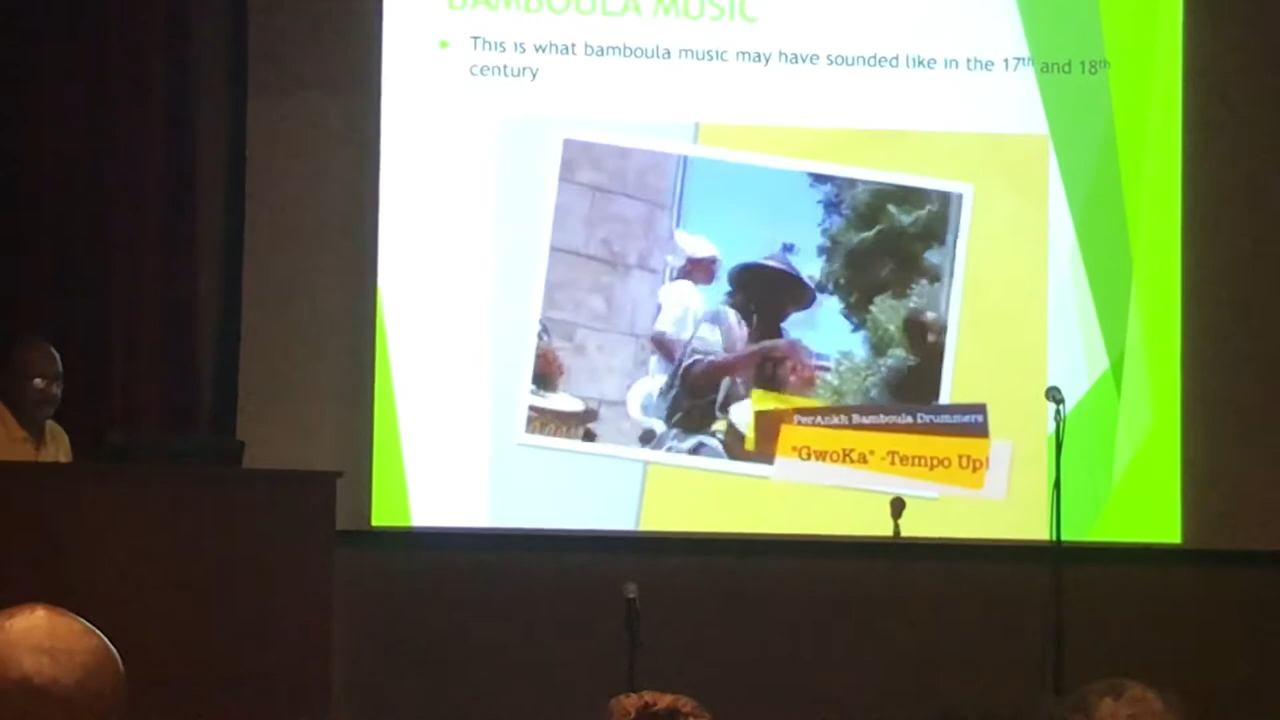 BAMBOULA MUSIC
This is what bamboula music may have sounded like in the 17th and 18th
century
PerAnkh Bamboula Drummers
"GwoKa" -Tempo Up!